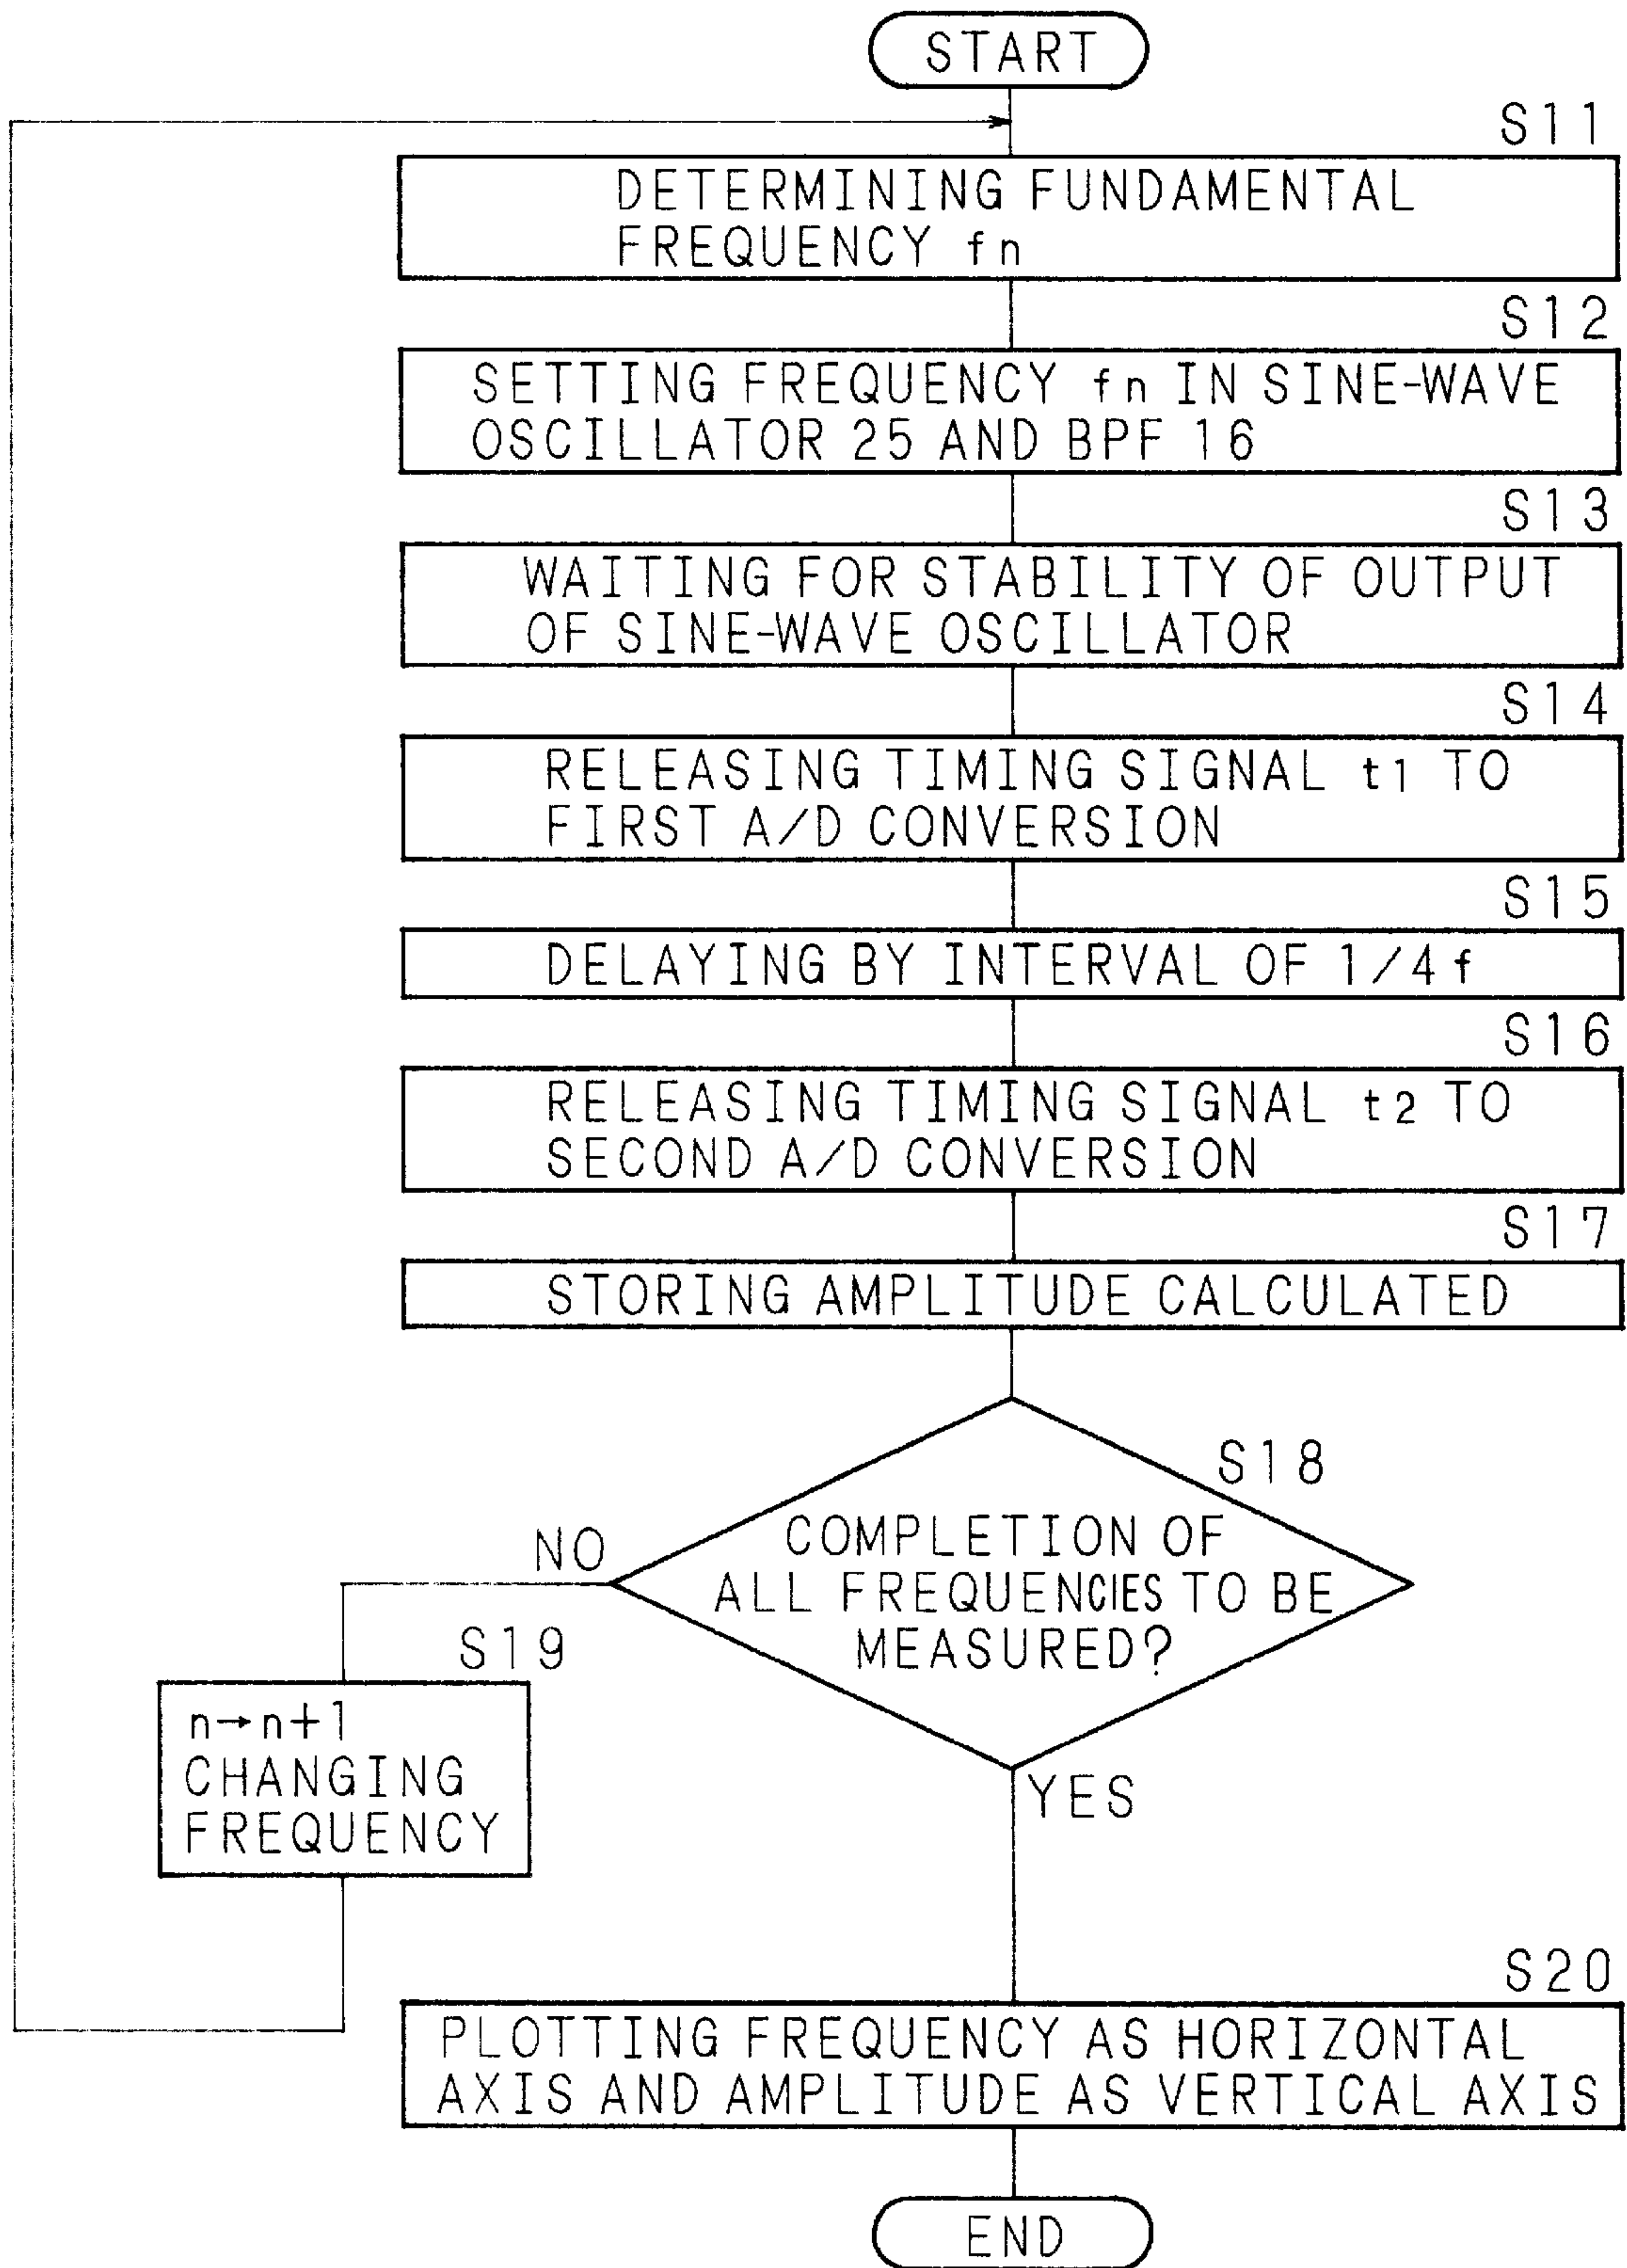 START
S11
DETERMINING FUNDAMENTAL
FREQUENCY fn
S12
SETTING FREQUENCY fn IN SINE-WAVE
OSCILLATOR 25 AND BPF 16
S13
WAITING FOR STABILITY OF OUTPUT
OF SINE-WAVE OSCILLATOR
S14
RELEASING TIMING SIGNAL t1 TO
FIRST A/D CONVERSION
S15
DELAYING BY INTERVAL OF 1/4f
S16
RELEASING TIMING SIGNAL t2 TO
SECOND A/D CONVERSION
S17
STORING AMPLITUDE CALCULATED
S18
COMPLETION OF
ALL FREQUENCIES TO BE
MEASURED?
NO
S19
n→n+1
CHANGING
FREQUENCY
YES
S20
PLOTTING FREQUENCY AS HORIZONTAL
AXIS AND AMPLITUDE AS VERTICAL AXIS
END